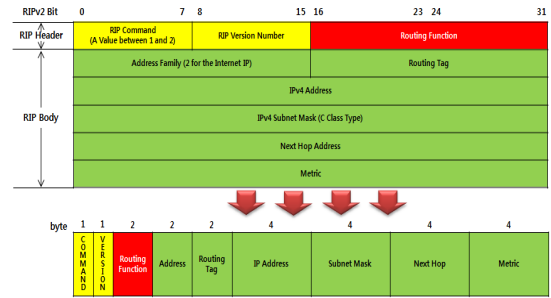 RIPv2 Bit 0 7 8 15 16 23 24 31
RIP Header
RIP Command
(A Value between 1 and 2)
RIP Version Number
Routing Function
RIP Body
Address Family (2 for the Internet IP)
Routing Tag
IPv4 Address
IPv4 Subnet Mask (C Class Type)
Next Hop Address
Metric
byte 1 1 2 2 2 4 4 4 4
COMMAND
VERSION
Routing
Function
Address
Routing
Tag
IP Address
Subnet Mask
Next Hop
Metric